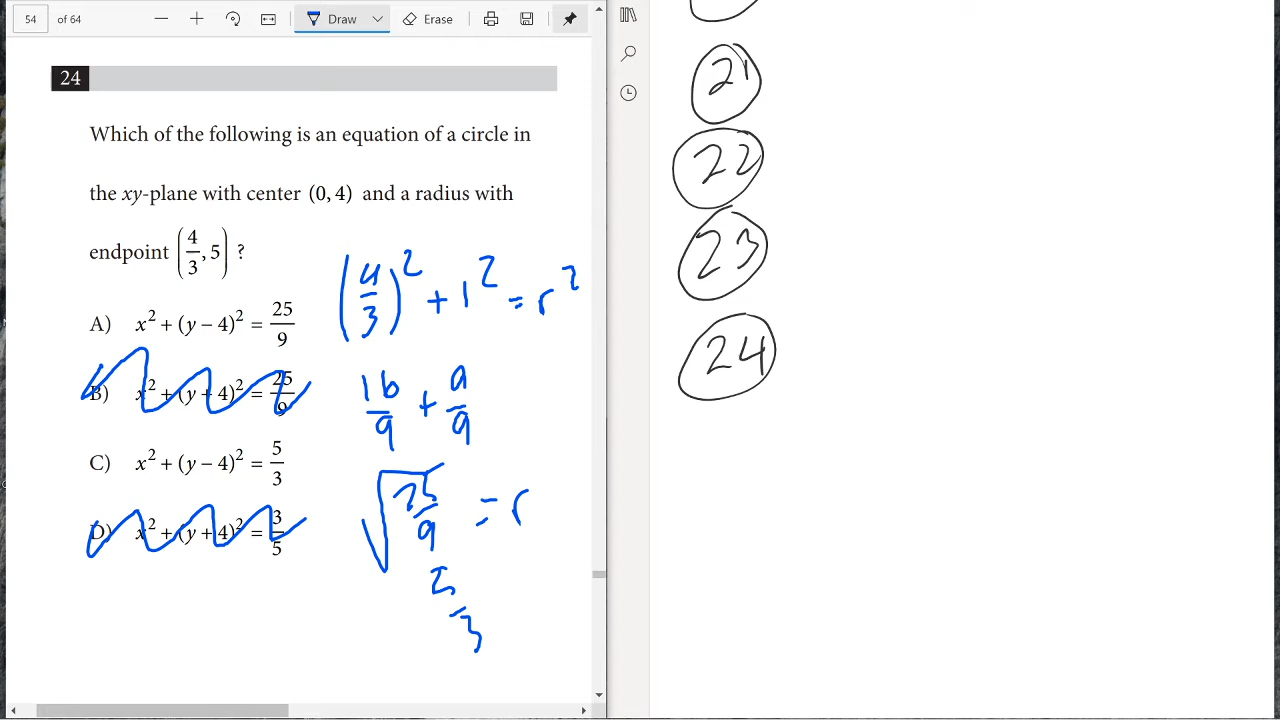 54 of 64 Draw Erase
24
Which of the following is an equation of a circle in
the xy-plane with center (0, 4) and a radius with
endpoint (4/3, 5) ?
A) x² + (y − 4)² = 25/9
B) x² + (y + 4)² = 25/9
C) x² + (y − 4)² = 5/3
D) x² + (y + 4)² = 3/5
(4/3)² + 1² = r²
16/9 + 9/9
√25/9 = r
5/3
21
22
23
24